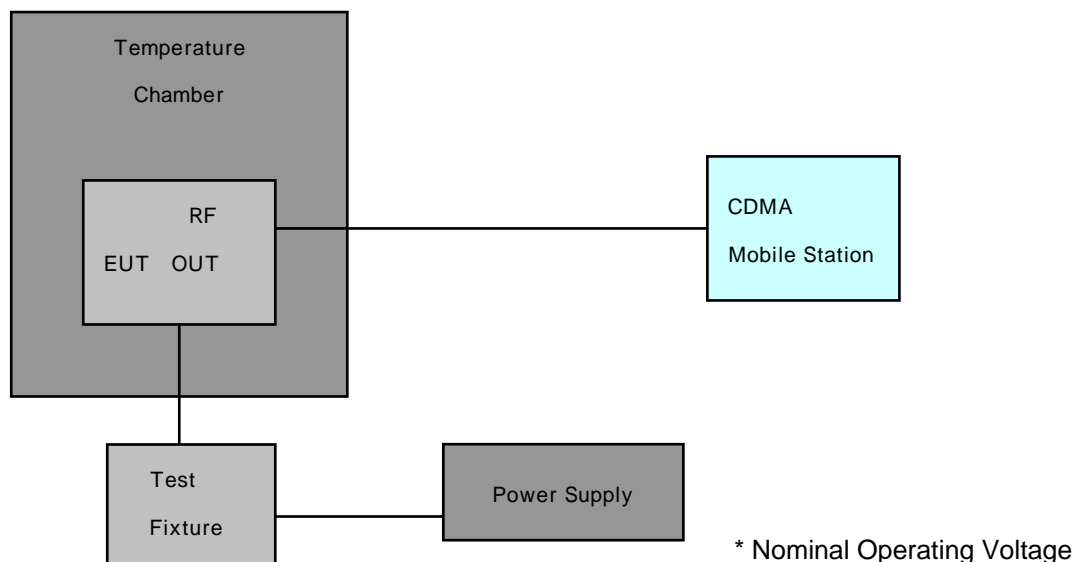 Temperature
Chamber
RF
EUT OUT
CDMA
Mobile Station
Test
Fixture
Power Supply
* Nominal Operating Voltage